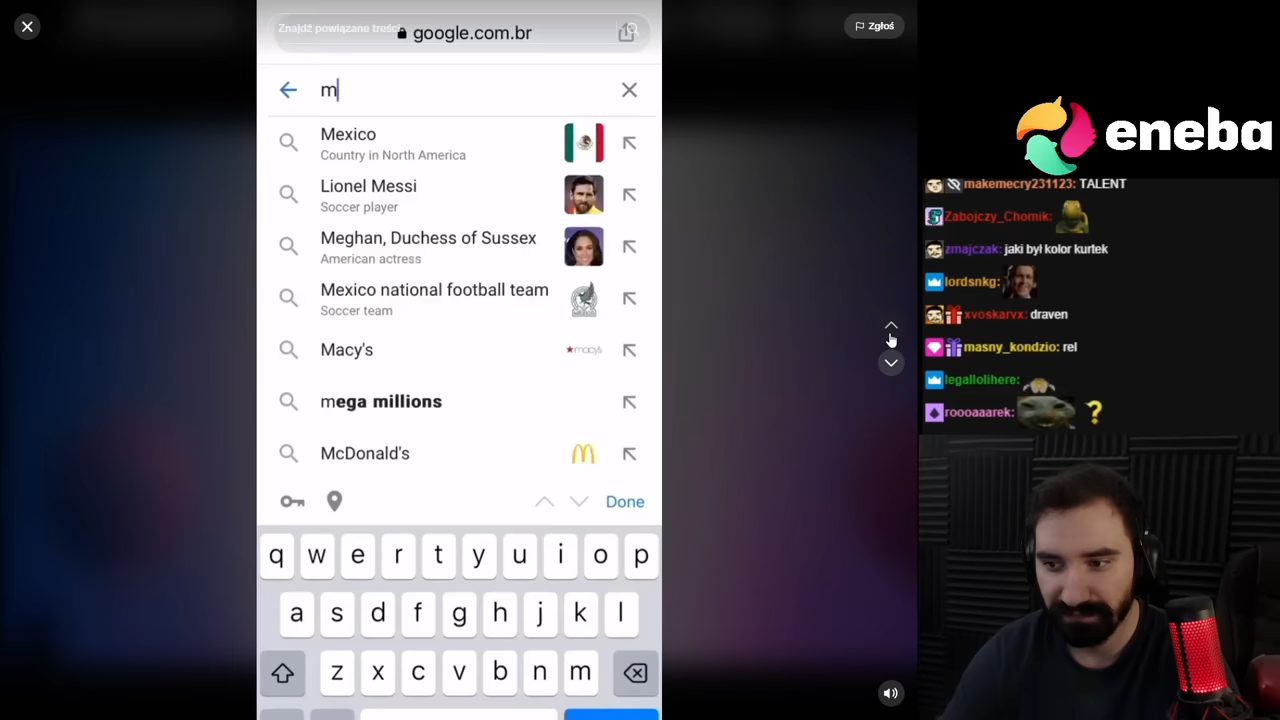 Znajdź powiązane treści
google.com.br
Zgłoś
m
Mexico
Country in North America
Lionel Messi
Soccer player
Meghan, Duchess of Sussex
American actress
Mexico national football team
Soccer team
Macy's
★macy's
mega millions
McDonald's
Done
q w e r t y u i o p
a s d f g h j k l
z x c v b n m
eneba
makemecry231123: TALENT
Zabojczy_Chomik:
zmajczak: jaki był kolor kurtek
lordsnkg:
xvoskarvx: draven
masny_kondzio: rel
legallolihere:
roooaaarek: ?